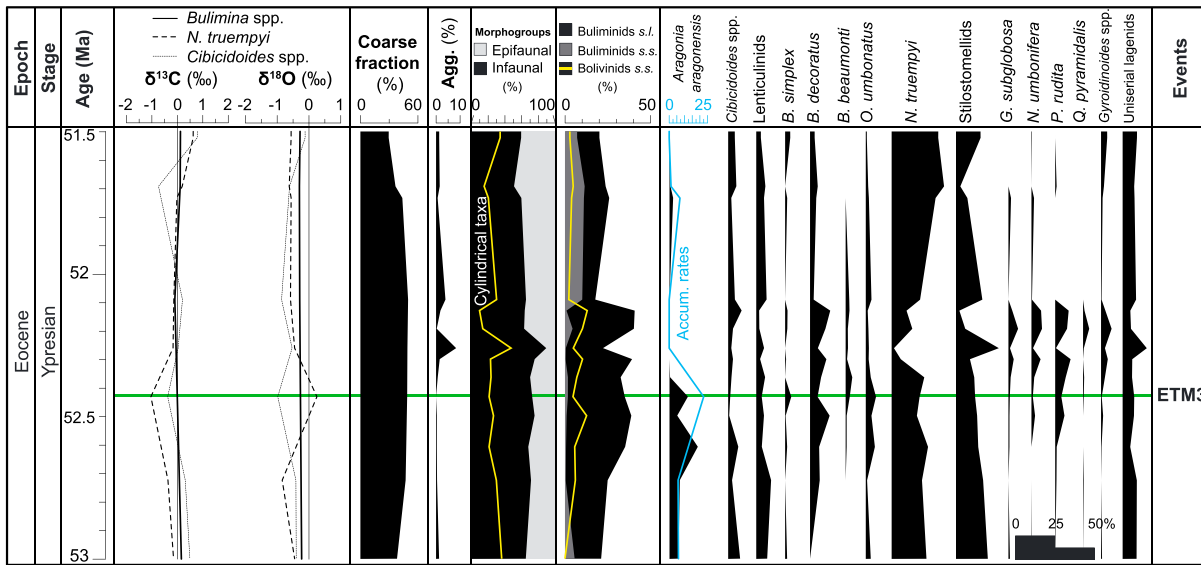 Epoch
Stage
Age (Ma)
Bulimina spp.
N. truempyi
Cibicidoides spp.
δ¹³C (‰)
δ¹⁸O (‰)
-2 -1 0 1 2
-2 -1 0 1
Coarse fraction (%)
0 60
Agg. (%)
0 10
Morphogroups
Epifaunal
Infaunal
(%)
0 100
Buliminids s.l.
Buliminids s.s.
Bolivinids s.s.
(%)
0 50
Aragonia aragonensis
0 25
Cibicidoides spp.
Lenticulinids
B. simplex
B. decoratus
B. beaumonti
O. umbonatus
N. truempyi
Stilostomellids
G. subglobosa
N. umbonifera
P. rudita
Q. pyramidalis
Gyroidinoides spp.
Uniserial lagenids
Events
Eocene
Ypresian
51.5
52
52.5
53
Cylindrical taxa
Accum. rates
ETM3
0 25 50%